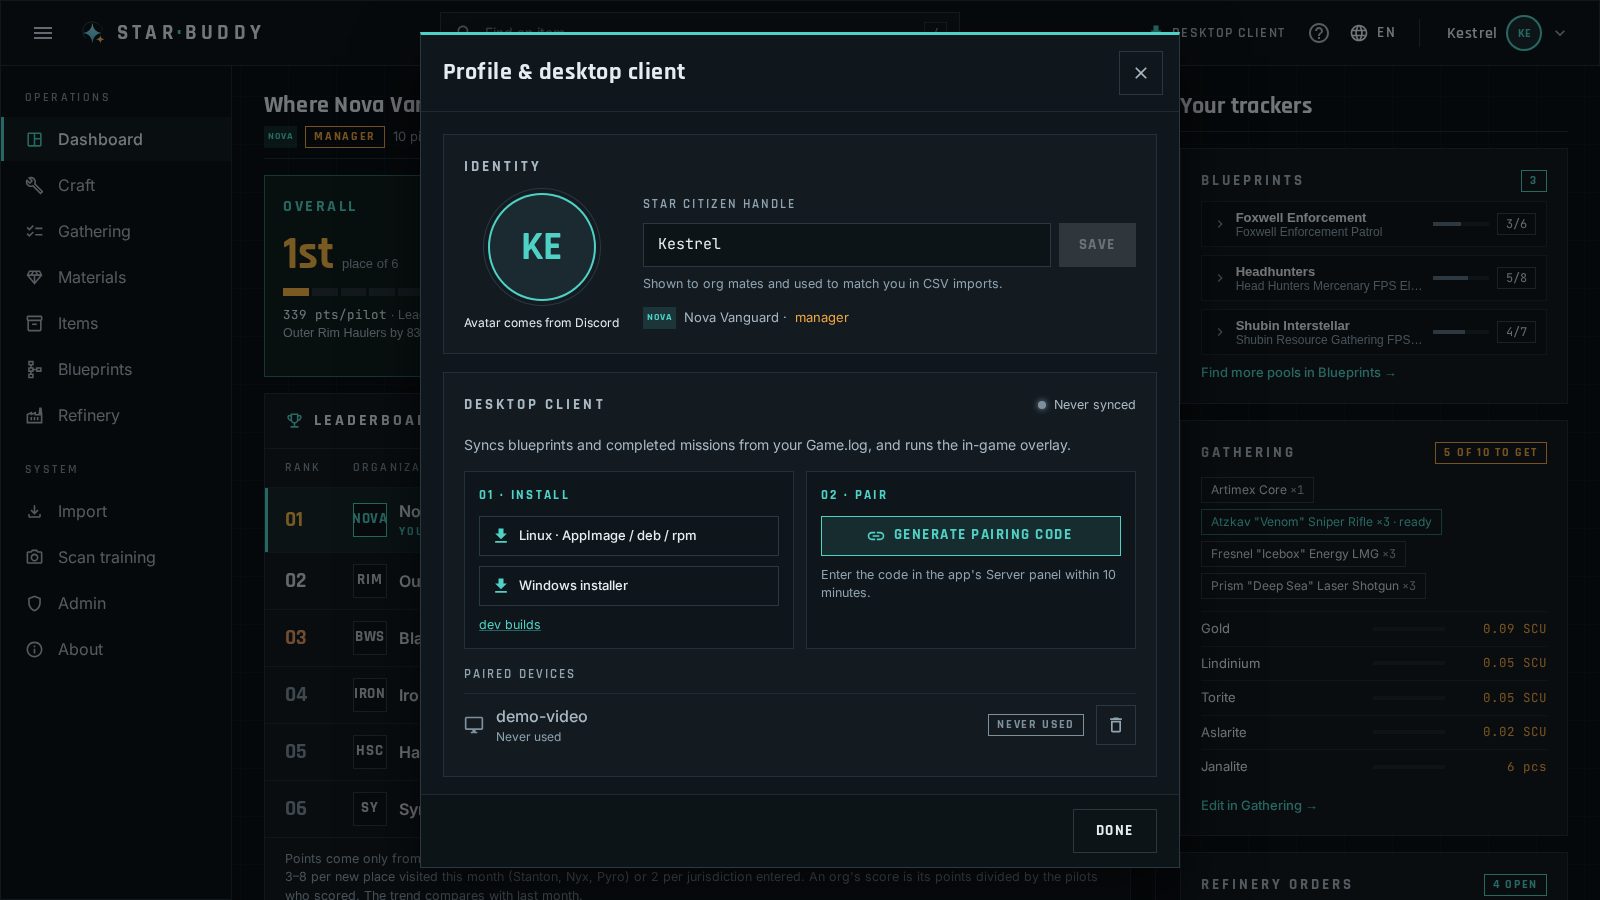 STAR·BUDDY
DESKTOP CLIENT
EN
Kestrel
KE
OPERATIONS
Dashboard
Craft
Gathering
Materials
Items
Blueprints
Refinery
SYSTEM
Import
Scan training
Admin
About
Where Nova
NOVA
MANAGER
10
OVERALL
1st place of 6
339 pts/pilot ·
Outer Rim Haulers by 83
RANK
01
NOVA
02
RIM
03
BWS
04
IRON
05
HSC
06
SY
Points come only from
3–8 per new place visited this month (Stanton, Nyx, Pyro) or 2 per jurisdiction entered. An org's score is its points divided by the pilots
who scored. The trend compares with last month.
Profile & desktop client
IDENTITY
KE
Avatar comes from Discord
STAR CITIZEN HANDLE
Kestrel
SAVE
Shown to org mates and used to match you in CSV imports.
NOVA
Nova Vanguard · manager
DESKTOP CLIENT
Never synced
Syncs blueprints and completed missions from your Game.log, and runs the in-game overlay.
01 · INSTALL
Linux · AppImage / deb / rpm
Windows installer
dev builds
02 · PAIR
GENERATE PAIRING CODE
Enter the code in the app's Server panel within 10
minutes.
PAIRED DEVICES
demo-video
Never used
NEVER USED
DONE
Your trackers
BLUEPRINTS
3
Foxwell Enforcement
Foxwell Enforcement Patrol
3/6
Headhunters
Head Hunters Mercenary FPS El...
5/8
Shubin Interstellar
Shubin Resource Gathering FPS...
4/7
Find more pools in Blueprints →
GATHERING
5 OF 10 TO GET
Artimex Core ×1
Atzkav "Venom" Sniper Rifle ×3 · ready
Fresnel "Icebox" Energy LMG ×3
Prism "Deep Sea" Laser Shotgun ×3
Gold
0.09 SCU
Lindinium
0.05 SCU
Torite
0.05 SCU
Aslarite
0.02 SCU
Janalite
6 pcs
Edit in Gathering →
REFINERY ORDERS
4 OPEN